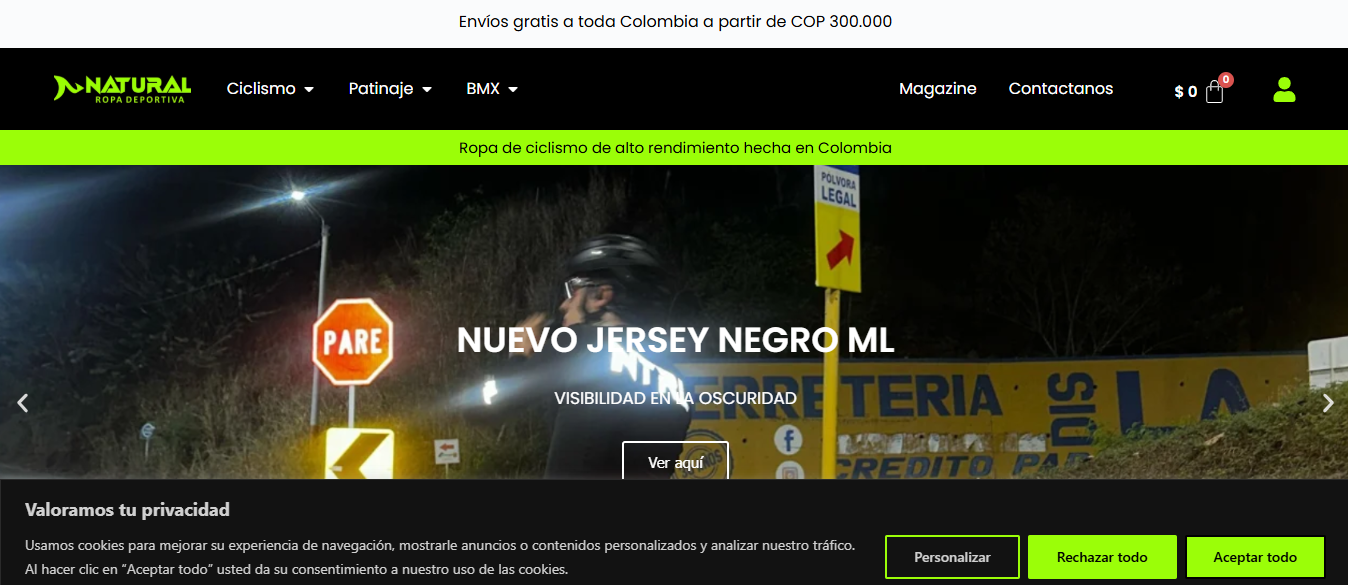 Envíos gratis a toda Colombia a partir de COP 300.000
NATURAL
ROPA DEPORTIVA
Ciclismo
Patinaje
BMX
Magazine
Contactanos
$ 0
0
Ropa de ciclismo de alto rendimiento hecha en Colombia
POLVORA
LEGAL
PARE
NUEVO JERSEY NEGRO ML
NTRL
VISIBILIDAD EN LA OSCURIDAD
LA
CREDITO
Ver aquí
Valoramos tu privacidad
Usamos cookies para mejorar su experiencia de navegación, mostrarle anuncios o contenidos personalizados y analizar nuestro tráfico.
Al hacer clic en “Aceptar todo” usted da su consentimiento a nuestro uso de las cookies.
Personalizar
Rechazar todo
Aceptar todo